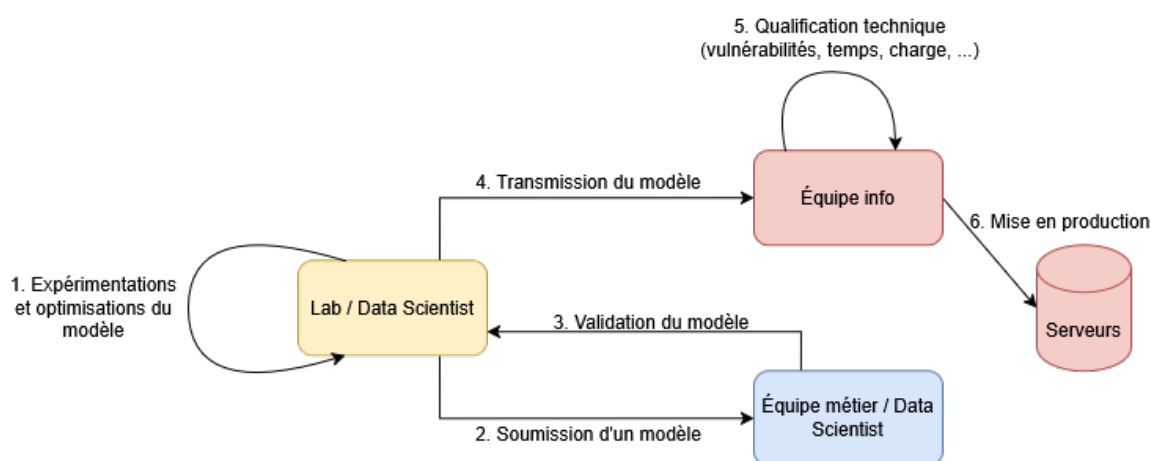 5. Qualification technique
(vulnérabilités, temps, charge, ...)
4. Transmission du modèle
Équipe info
6. Mise en production
1. Expérimentations
et optimisations du
modèle
Lab / Data Scientist
3. Validation du modèle
Serveurs
Équipe métier / Data
Scientist
2. Soumission d'un modèle